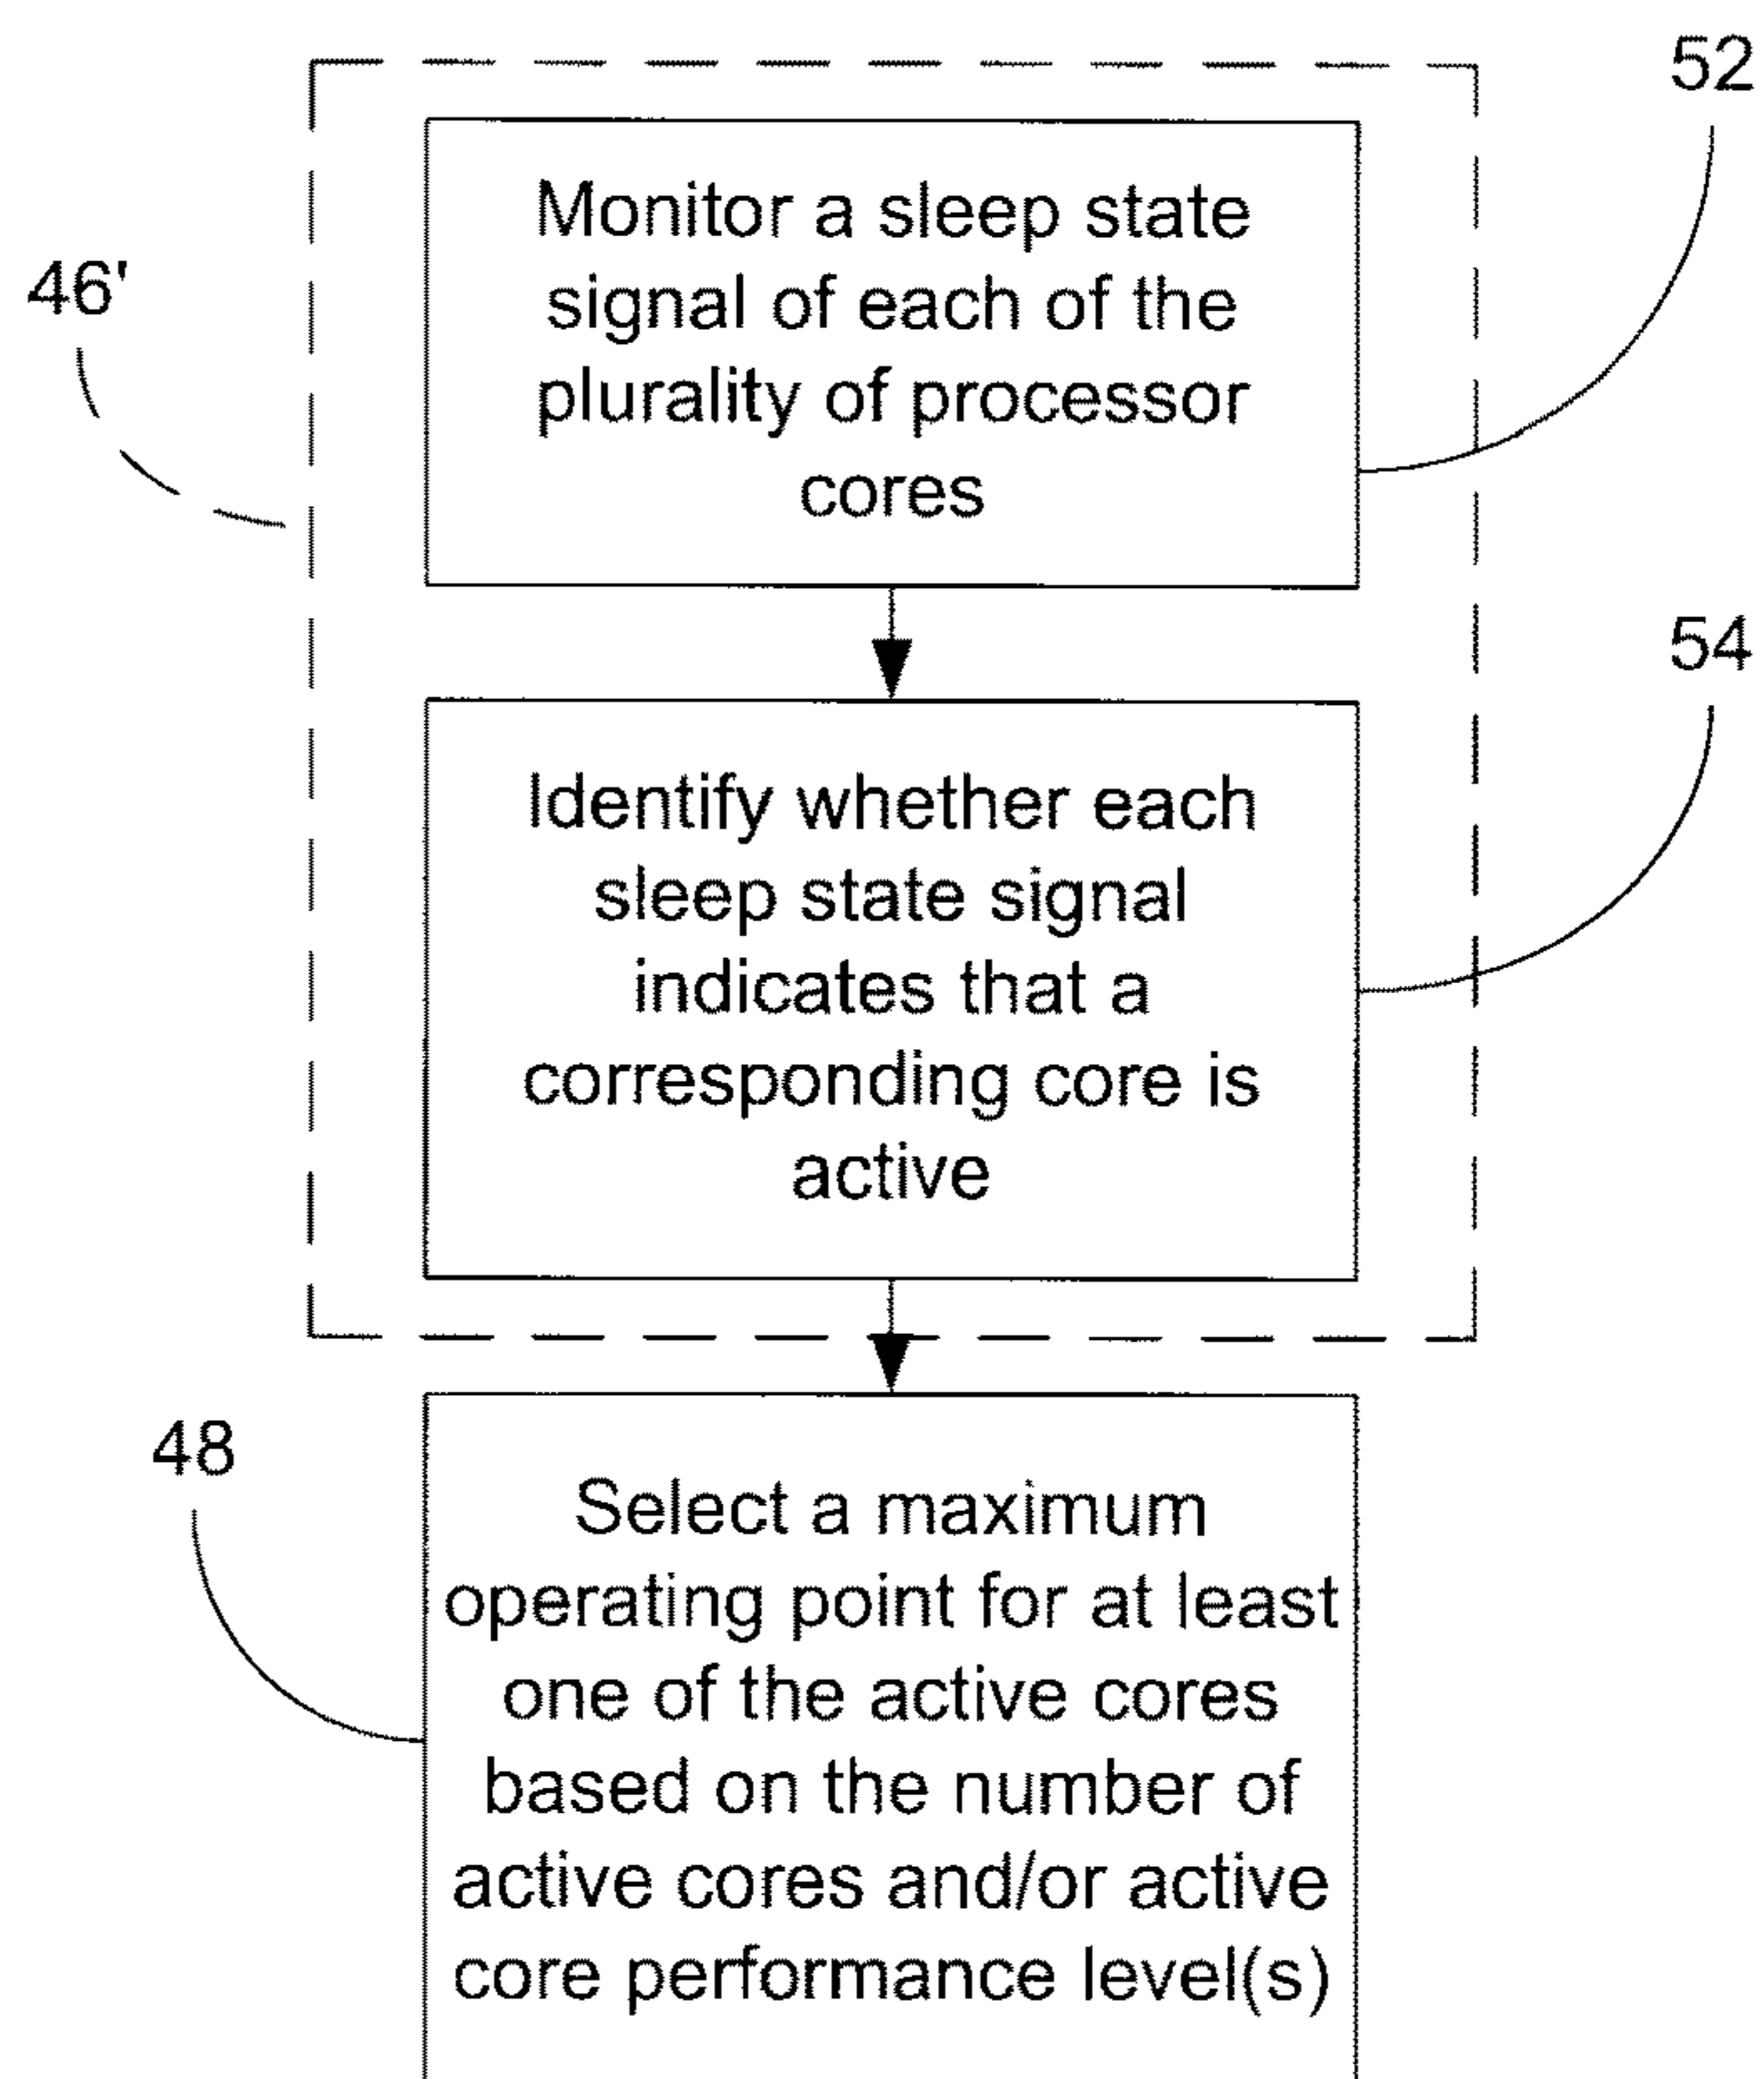 52
Monitor a sleep state
signal of each of the
plurality of processor
cores
46'
54
Identify whether each
sleep state signal
indicates that a
corresponding core is
active
48
Select a maximum
operating point for at least
one of the active cores
based on the number of
active cores and/or active
core performance level(s)